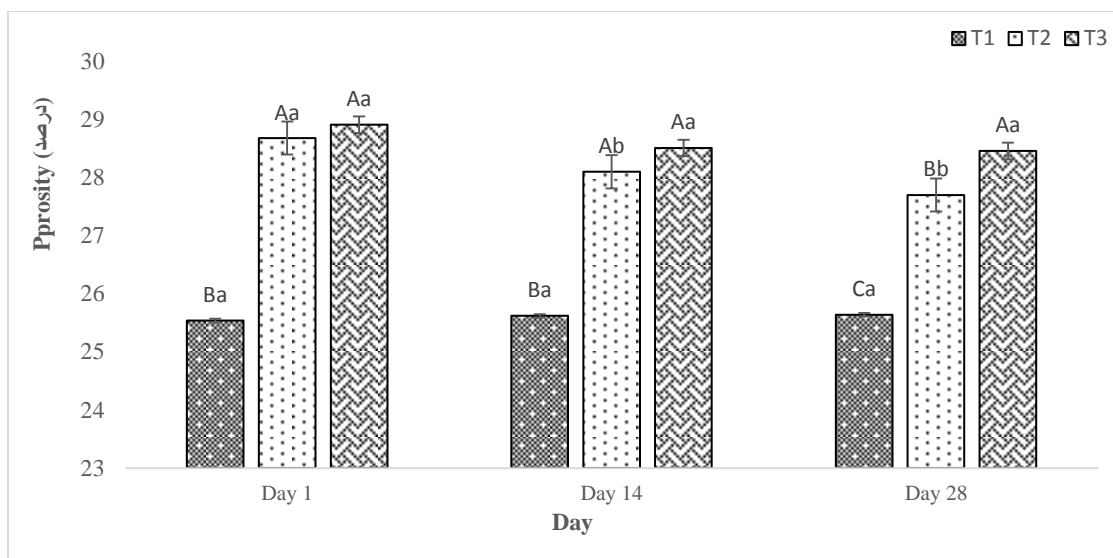 T1 T2 T3
30
29
28
27
26
25
24
23
Pprosity (درصد)
Ba Aa Aa
Ba Ab Aa
Ca Bb Aa
Day 1 Day 14 Day 28
Day